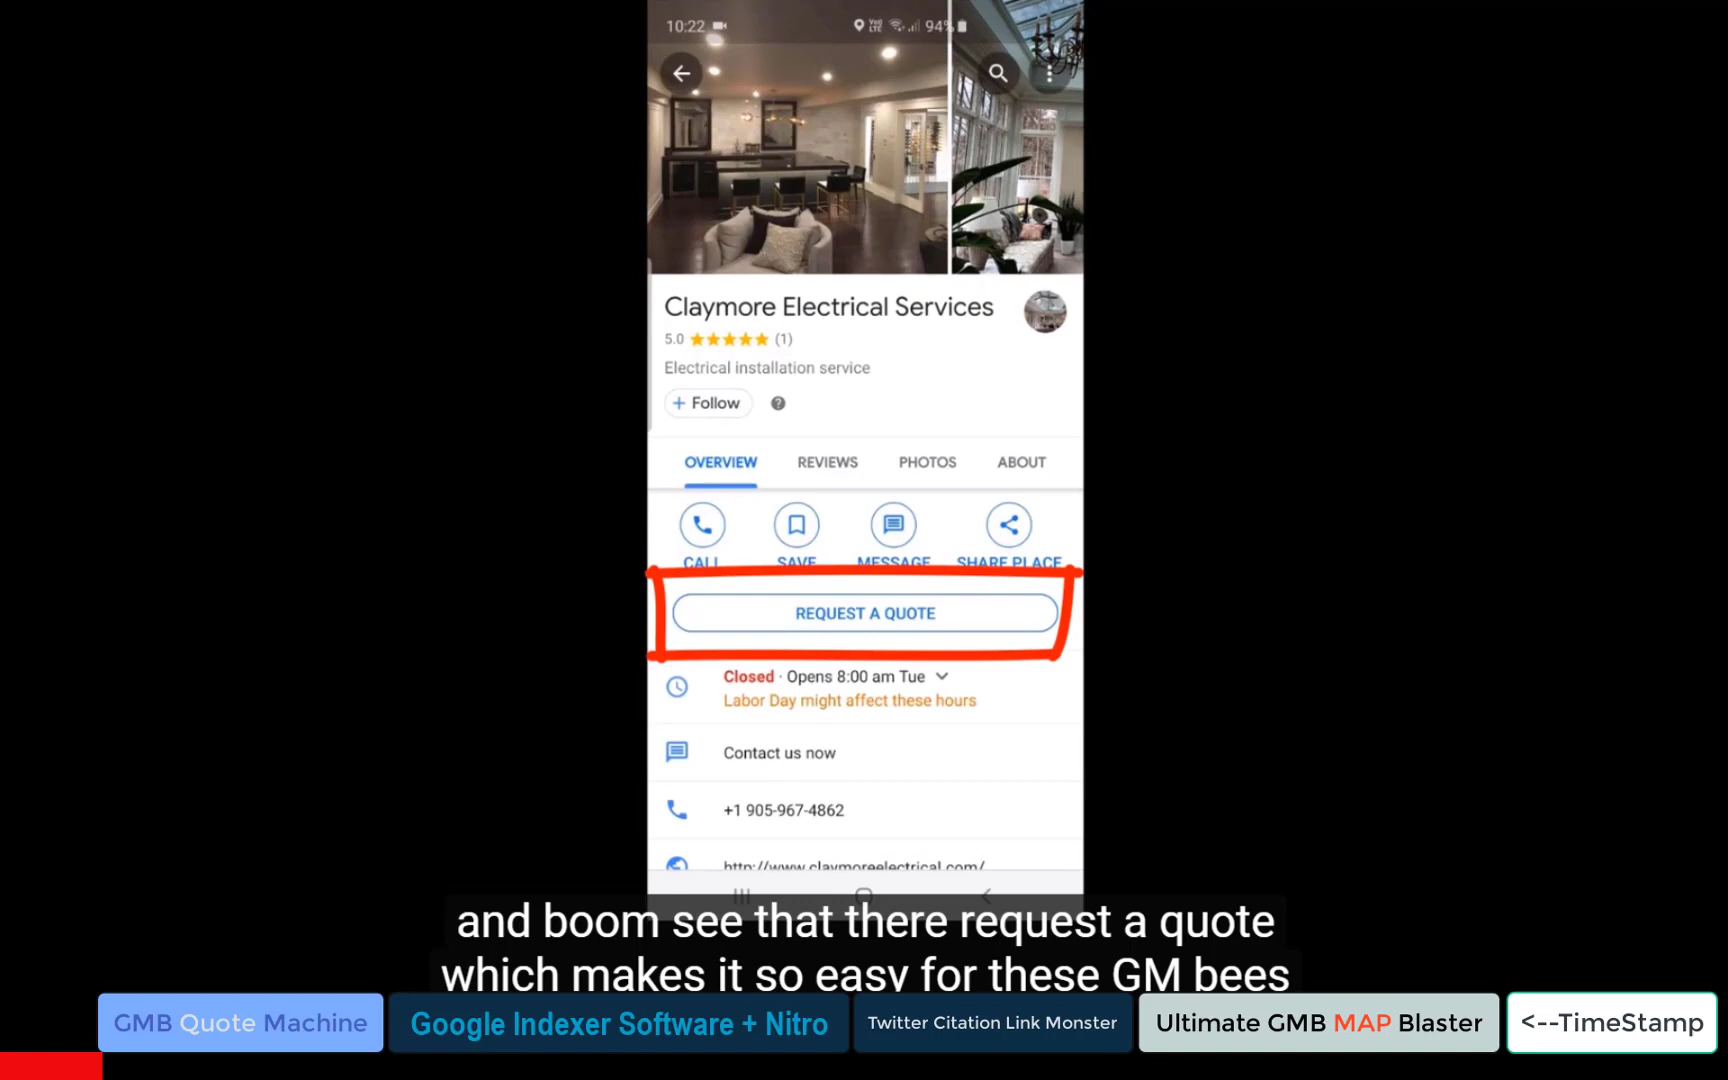 10:22 94%
Vo) LTE
Claymore Electrical Services
5.0 (1)
Electrical installation service
+ Follow
OVERVIEW REVIEWS PHOTOS ABOUT
CALL SAVE MESSAGE SHARE PLACE
REQUEST A QUOTE
Closed · Opens 8:00 am Tue
Labor Day might affect these hours
Contact us now
+1 905-967-4862
http://www.claymoreelectrical.com/
and boom see that there request a quote
which makes it so easy for these GM bees
GMB Quote Machine Google Indexer Software + Nitro Twitter Citation Link Monster Ultimate GMB MAP Blaster <--TimeStamp